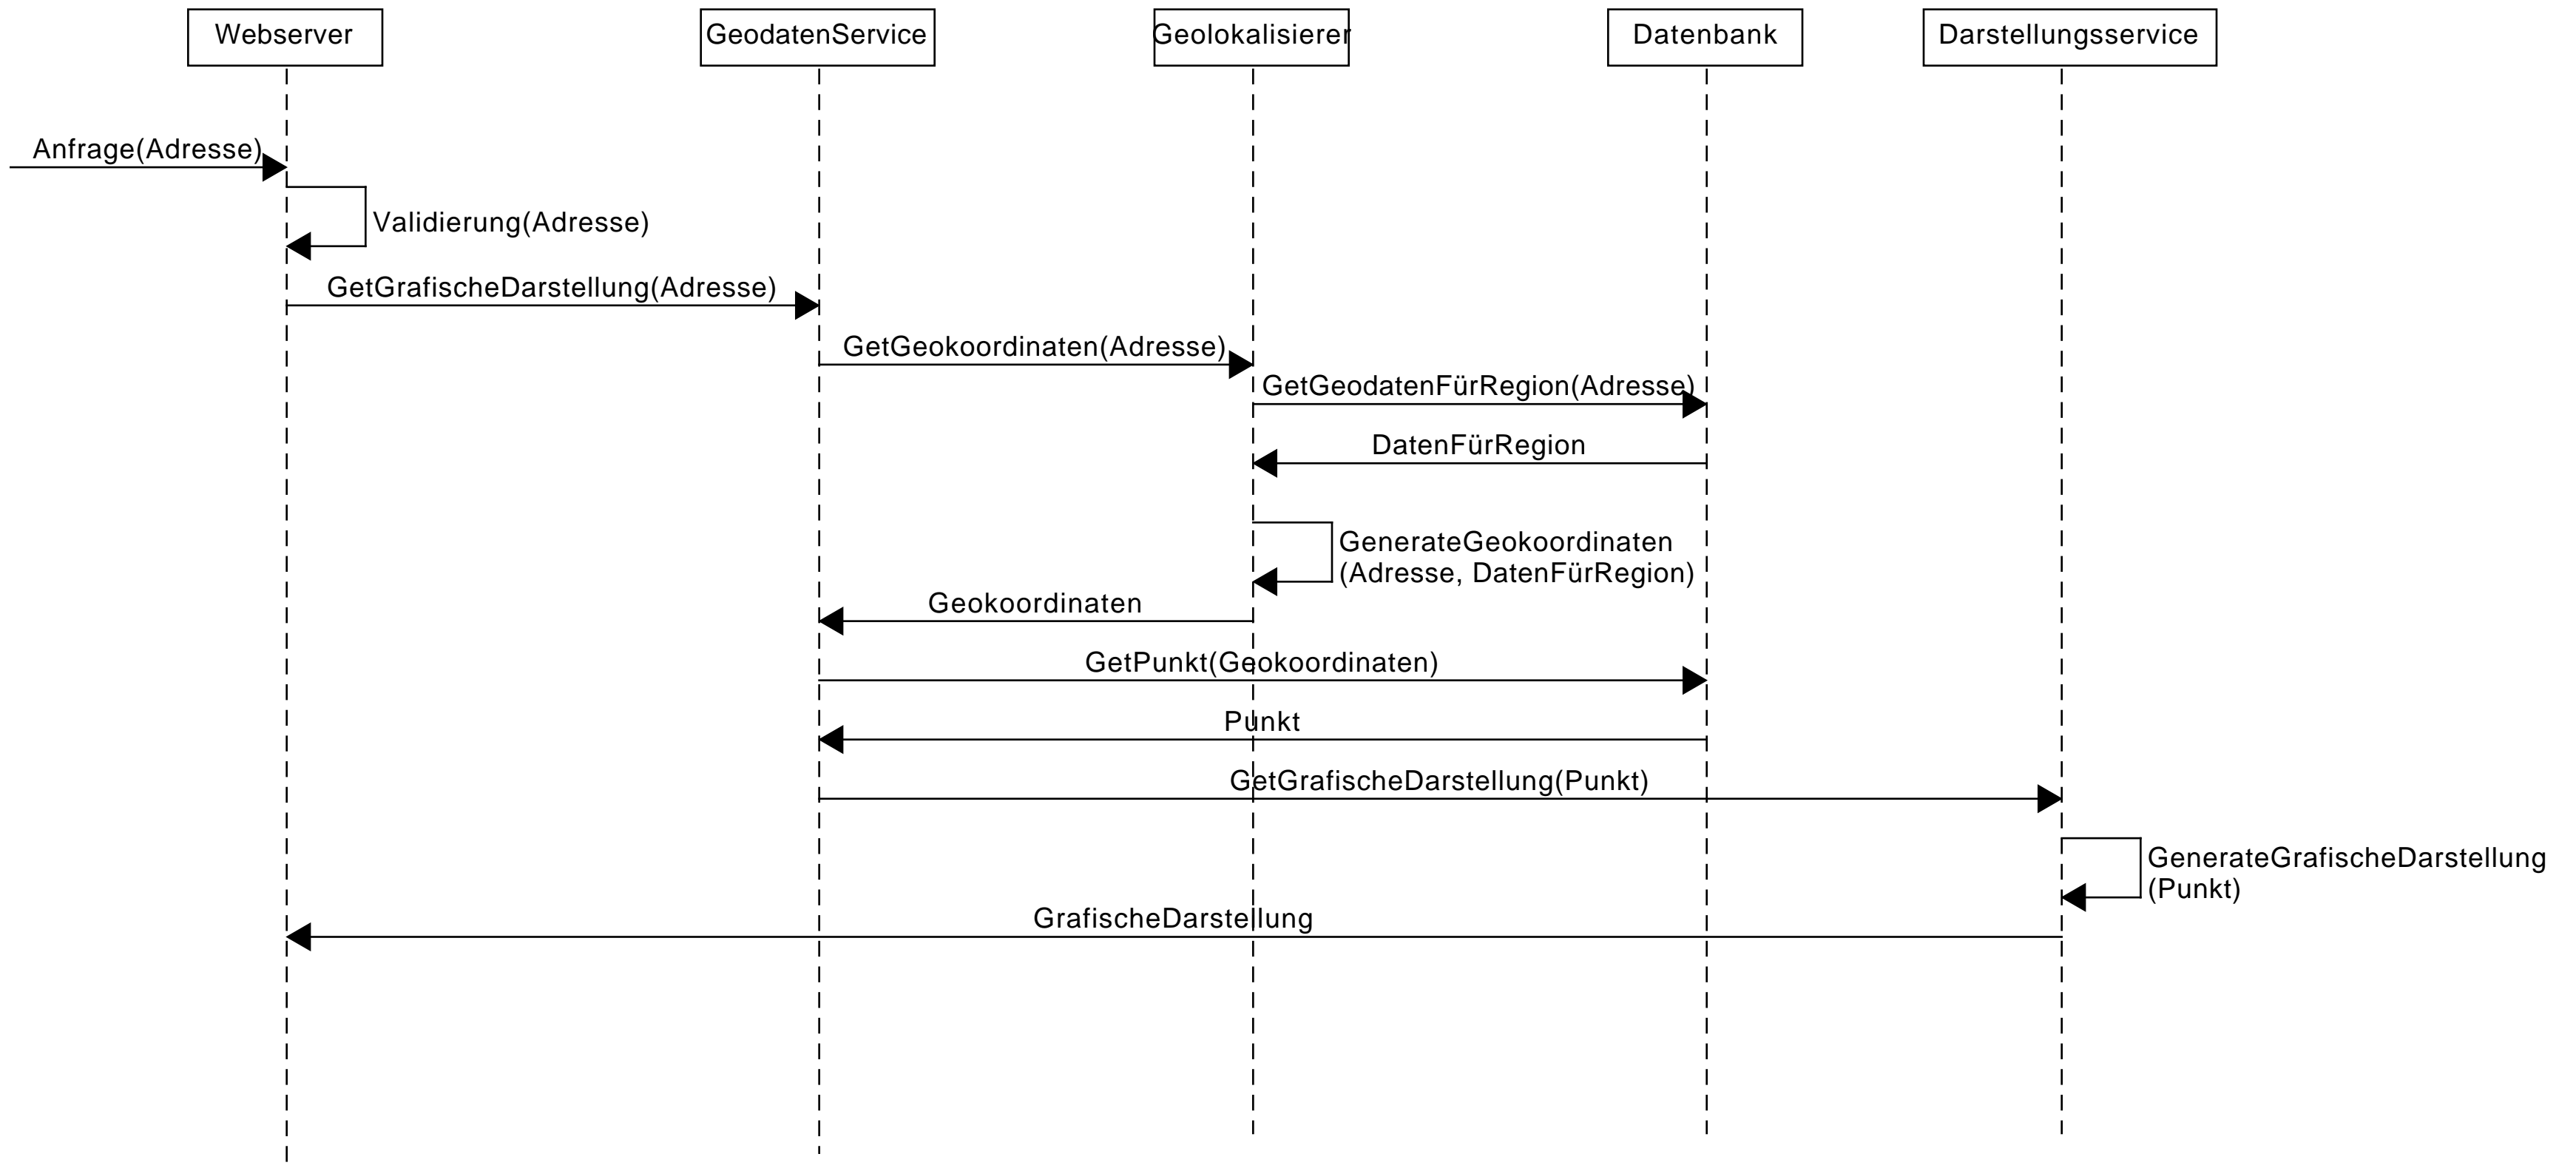 Webserver
GeodatenService
Geolokalisierer
Datenbank
Darstellungsservice
Anfrage(Adresse)
Validierung(Adresse)
GetGrafischeDarstellung(Adresse)
GetGeokoordinaten(Adresse)
GetGeodatenFürRegion(Adresse)
DatenFürRegion
GenerateGeokoordinaten
(Adresse, DatenFürRegion)
Geokoordinaten
GetPunkt(Geokoordinaten)
Punkt
GetGrafischeDarstellung(Punkt)
GenerateGrafischeDarstellung
(Punkt)
GrafischeDarstellung